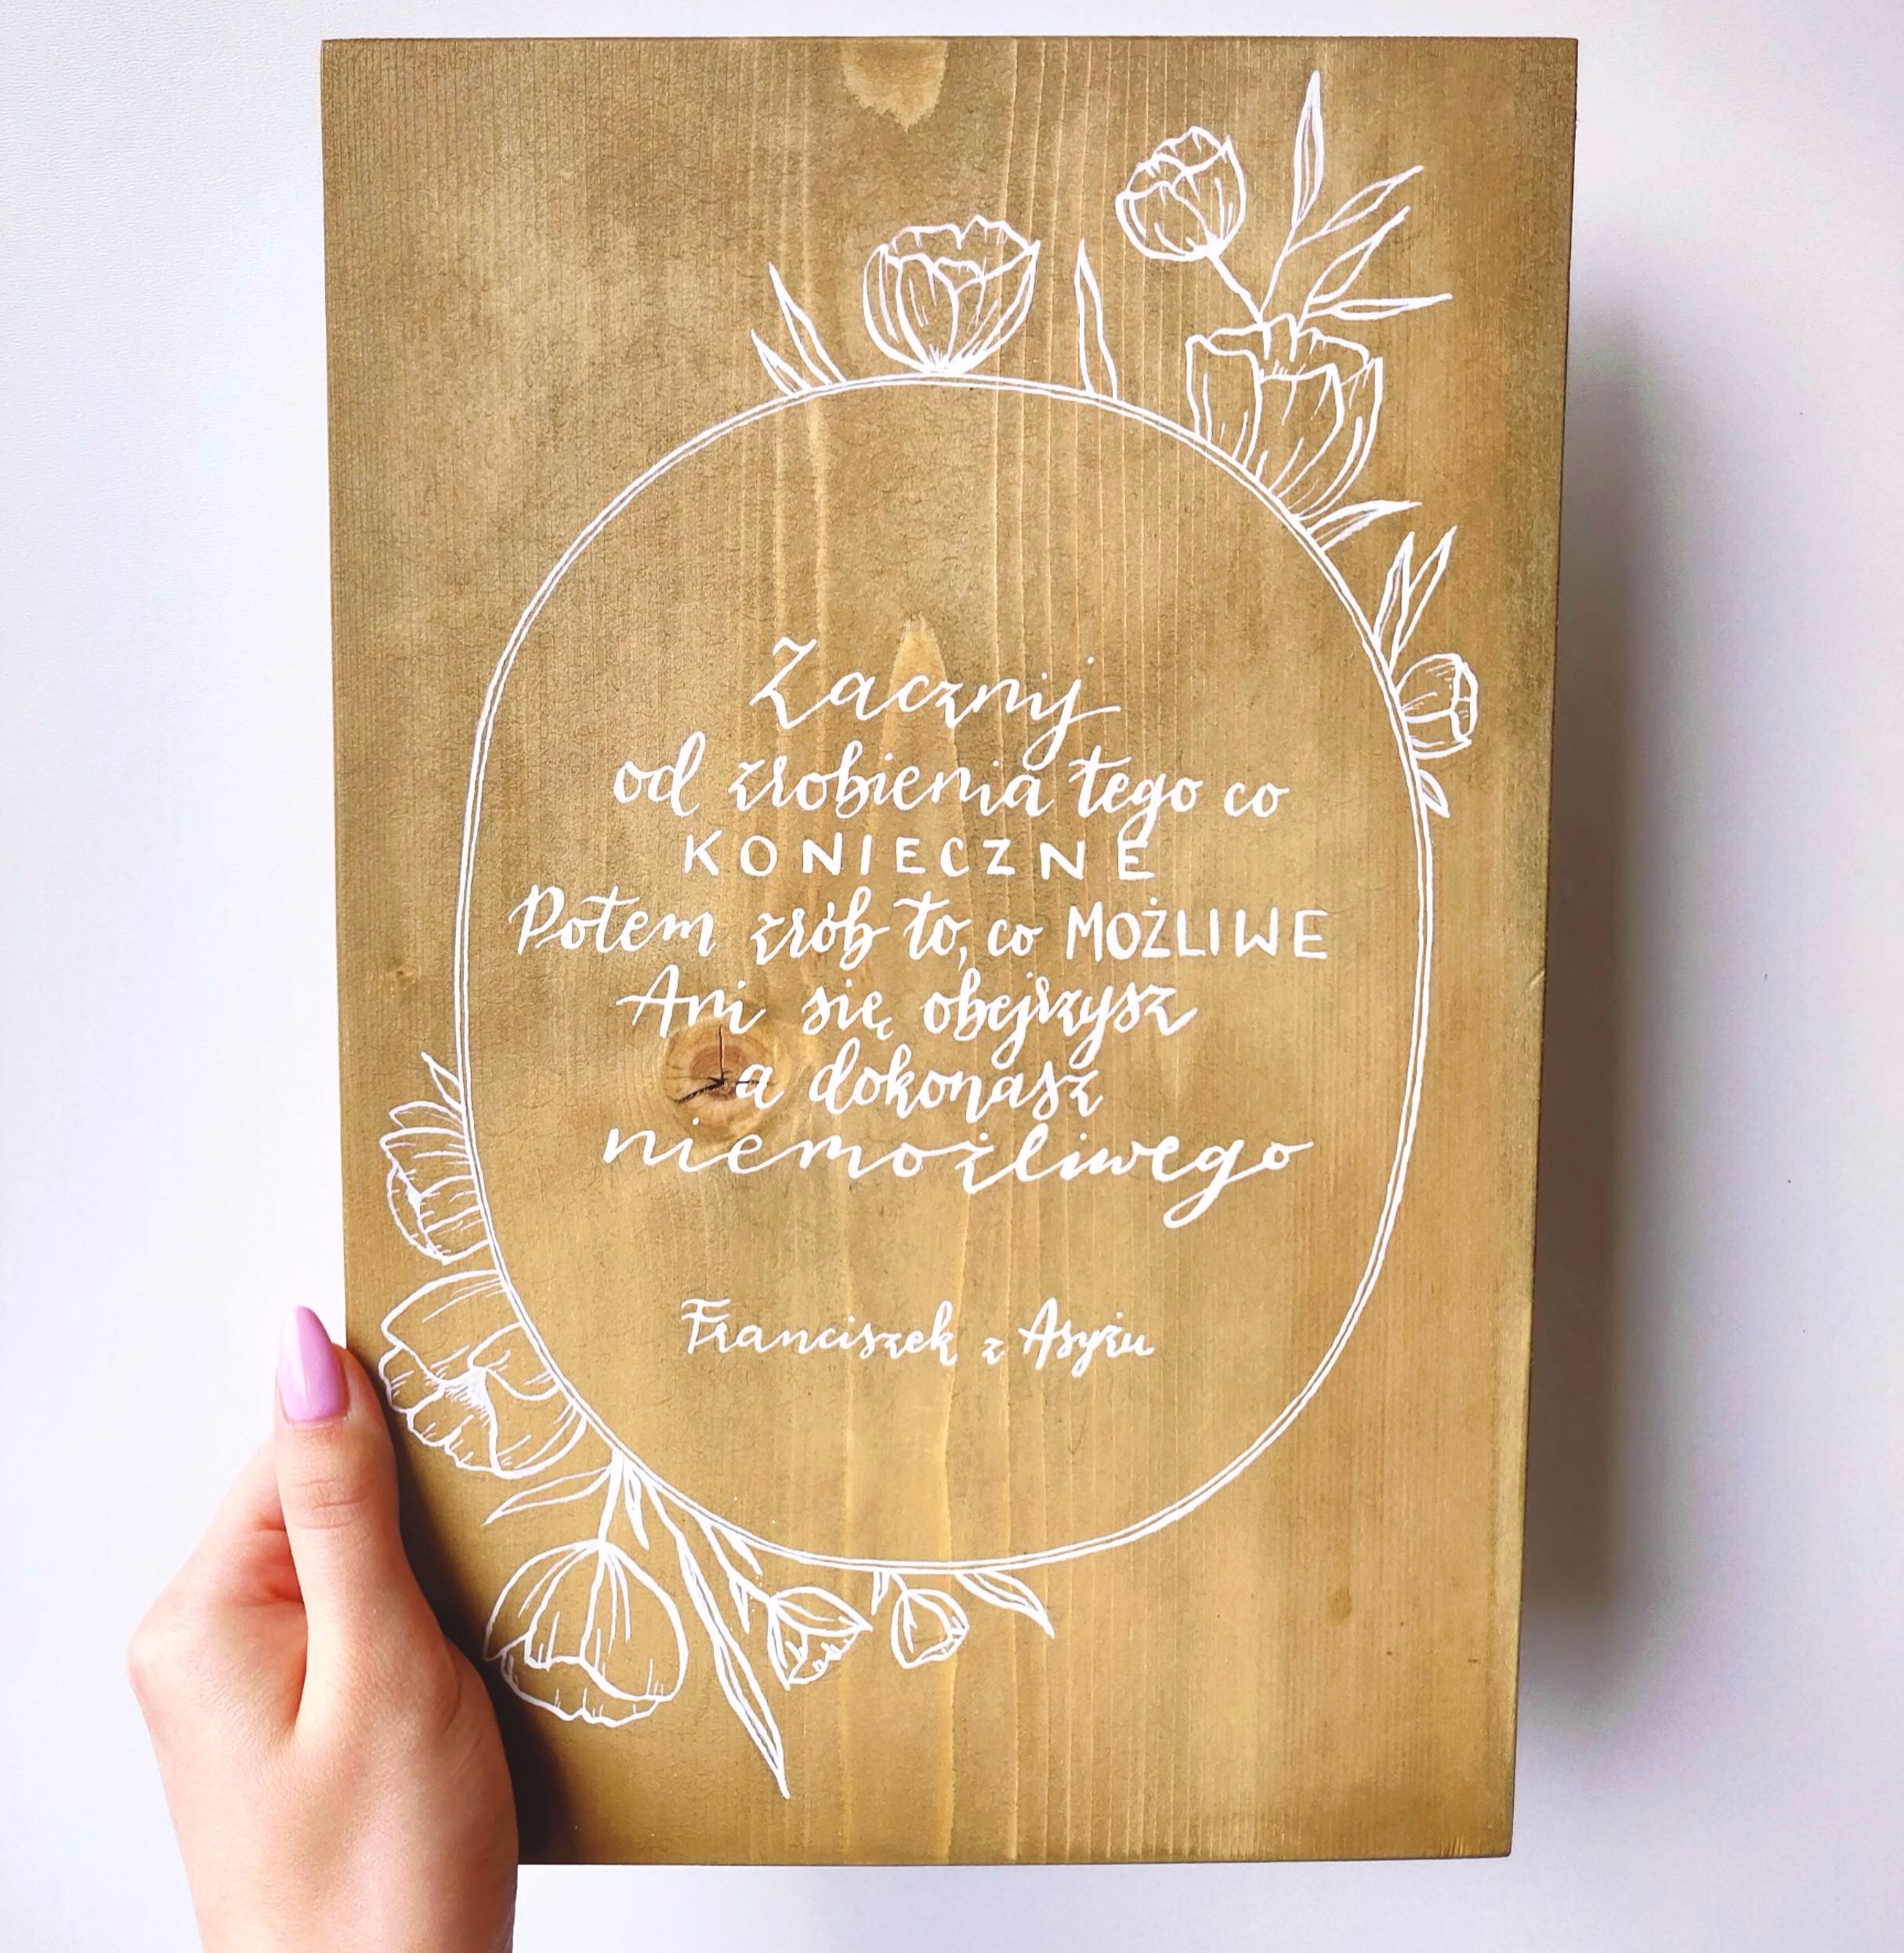 Zacznij
od zrobienia tego co
KONIECZNE
Potem zrób to, co MOŻLIWE
Ani się obejrzysz
a dokonasz
niemożliwego
Franciszek z Asyżu